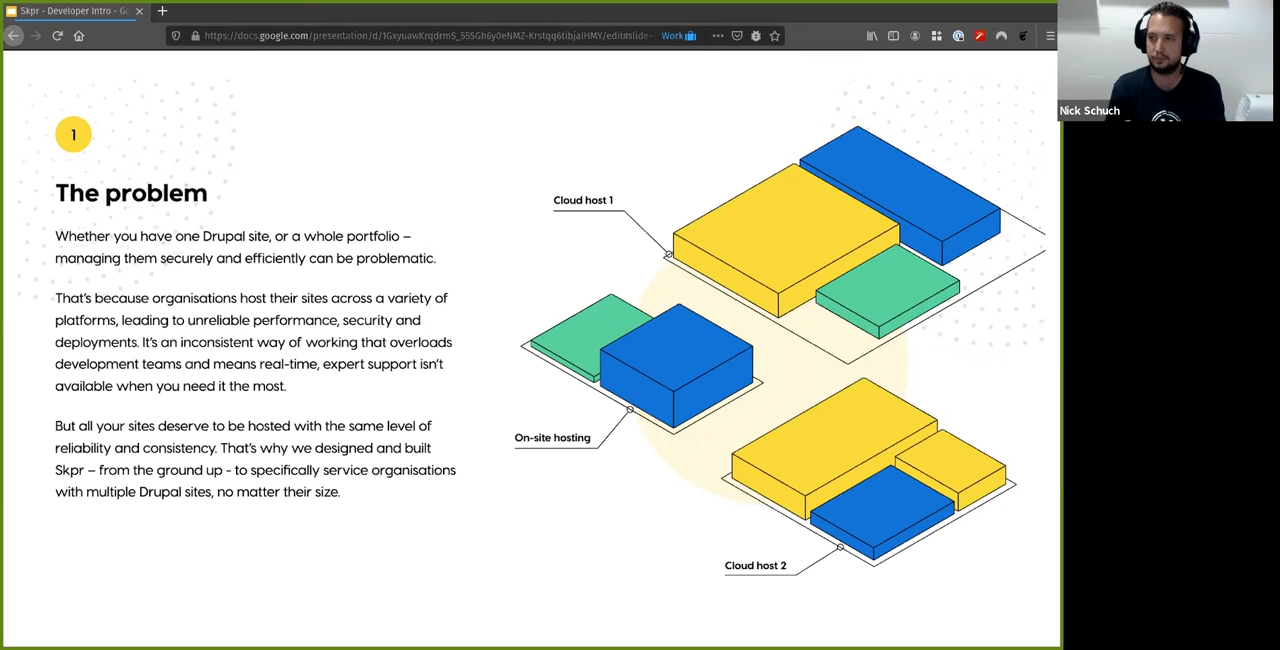 Skpr - Developer Intro - Go
https://docs.google.com/presentation/d/1GxyuawKrqdrmS_55SGh6y0eNMZ-Krstqq6tibjalHMY/edit#slide-
Work
Nick Schuch
1
The problem
Whether you have one Drupal site, or a whole portfolio –
managing them securely and efficiently can be problematic.
That's because organisations host their sites across a variety of
platforms, leading to unreliable performance, security and
deployments. It's an inconsistent way of working that overloads
development teams and means real-time, expert support isn't
available when you need it the most.
But all your sites deserve to be hosted with the same level of
reliability and consistency. That's why we designed and built
Skpr – from the ground up - to specifically service organisations
with multiple Drupal sites, no matter their size.
Cloud host 1
On-site hosting
Cloud host 2